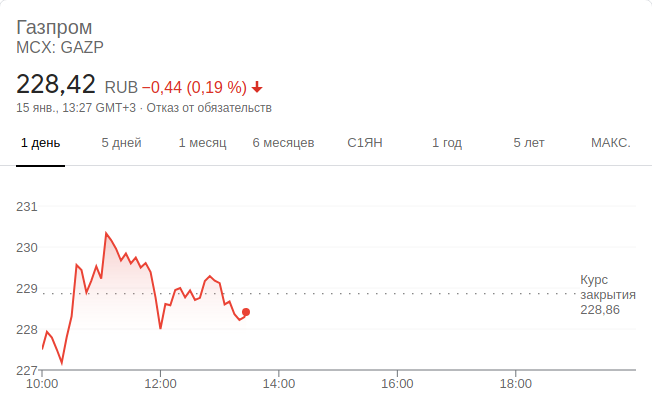 Газпром
MCX: GAZP
228,42 RUB −0,44 (0,19 %)
15 янв., 13:27 GMT+3 · Отказ от обязательств
1 день 5 дней 1 месяц 6 месяцев С1ЯН 1 год 5 лет МАКС.
231
230
229
228
227
Курс
закрытия
228,86
10:00 12:00 14:00 16:00 18:00